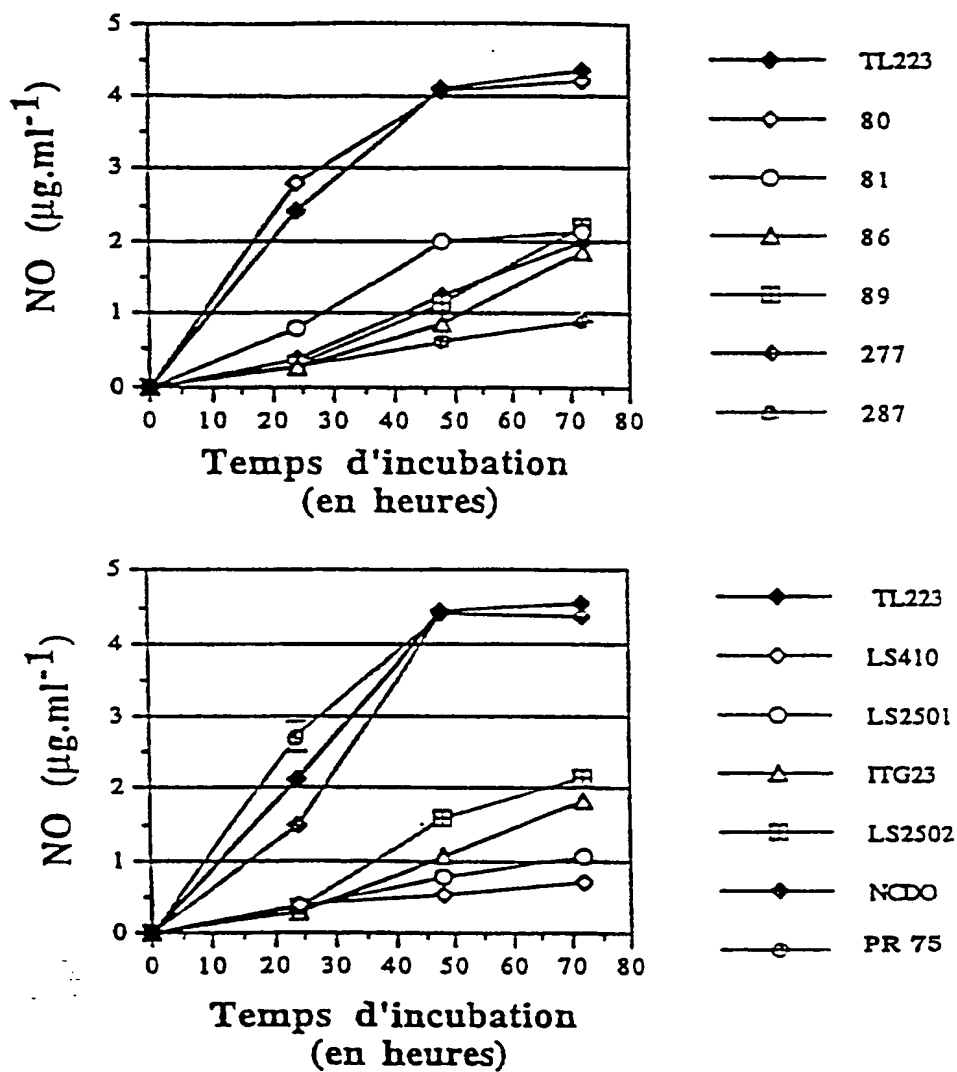 5
4
3
2
1
0
NO (µg.ml⁻¹)
0 10 20 30 40 50 60 70 80
Temps d'incubation
(en heures)
TL223
80
81
86
89
277
287
5
4
3
2
1
0
NO (µg.ml⁻¹)
0 10 20 30 40 50 60 70 80
Temps d'incubation
(en heures)
TL223
LS410
LS2501
ITG23
LS2502
NCDO
PR 75